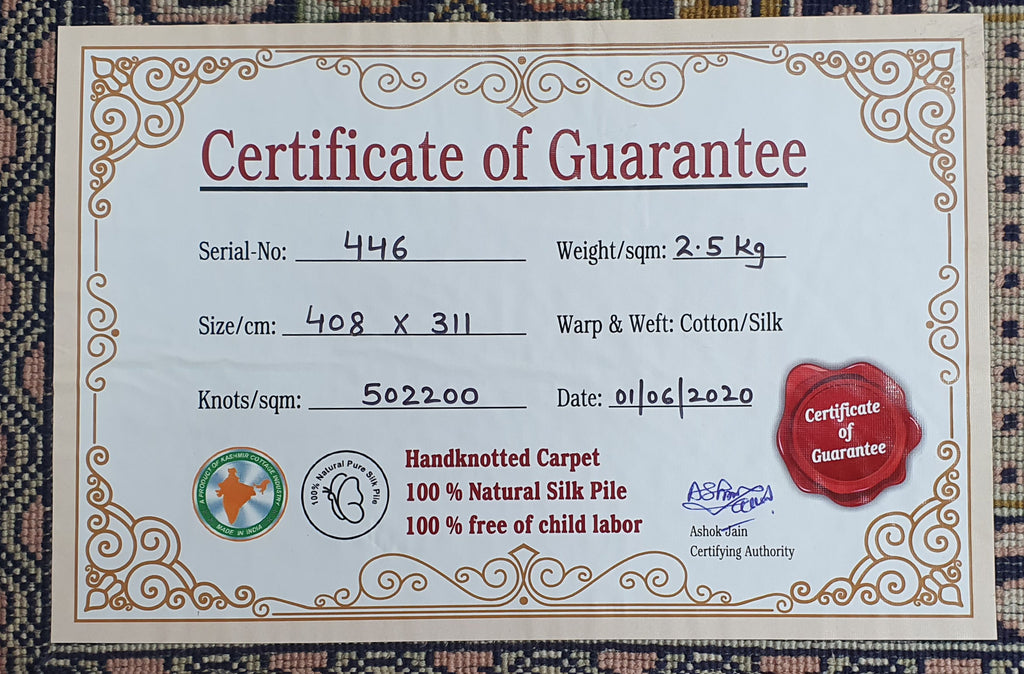 Certificate of Guarantee
Serial-No: 446
Weight/sqm: 2.5 kg
Size/cm: 408 x 311
Warp & Weft: Cotton/Silk
Knots/sqm: 502200
Date: 01/06/2020
Certificate
of
Guarantee
A PRODUCT OF KASHMIR COTTAGE INDUSTRY
MADE IN INDIA
100% Natural Pure Silk Pile
Handknotted Carpet
100 % Natural Silk Pile
100 % free of child labor
Ashok Jain
Certifying Authority